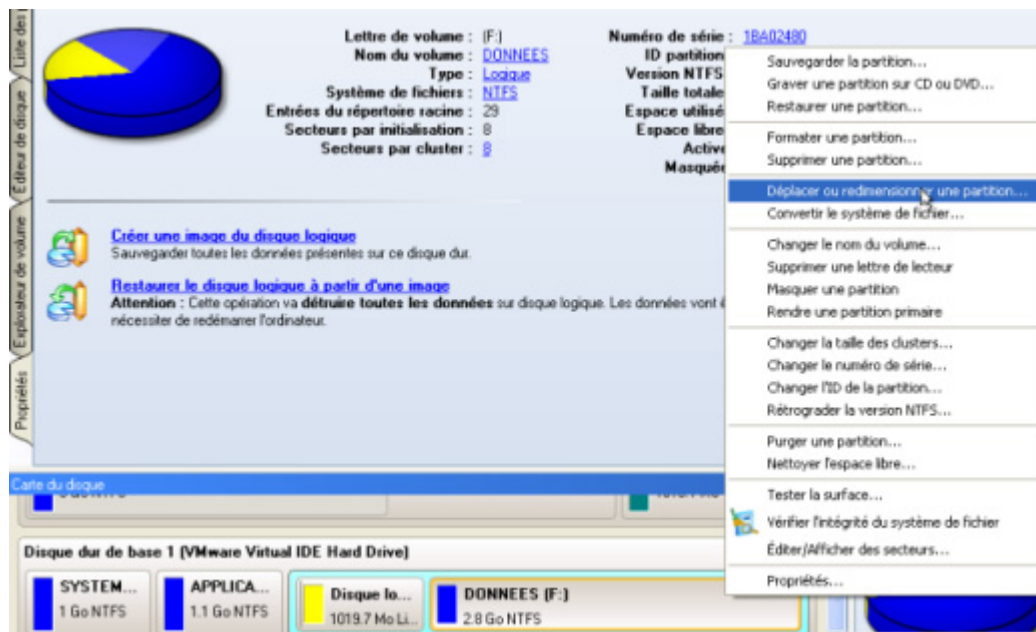 Liste des
Éditeur de disque
Explorateur de volume
Propriétés
Lettre de volume : (F:)
Nom du volume : DONNEES
Type : Logique
Système de fichiers : NTFS
Entrées du répertoire racine : 29
Secteurs par initialisation : 8
Secteurs par cluster : 8
Numéro de série : 1BA02480
ID partition
Version NTFS
Taille totale
Espace utilisé
Espace libre
Active
Masquée
Créer une image du disque logique
Sauvegarder toutes les données présentes sur ce disque dur.
Restaurer le disque logique à partir d'une image
Attention : Cette opération va détruire toutes les données sur disque logique. Les données vont
nécessiter de redémarrer l'ordinateur.
Sauvegarder la partition...
Graver une partition sur CD ou DVD...
Restaurer une partition...
Formater une partition...
Supprimer une partition...
Déplacer ou redimensionner une partition...
Convertir le système de fichier...
Changer le nom du volume...
Supprimer une lettre de lecteur
Masquer une partition
Rendre une partition primaire
Changer la taille des clusters...
Changer le numéro de série...
Changer l'ID de la partition...
Rétrograder la version NTFS...
Purger une partition...
Nettoyer l'espace libre...
Tester la surface...
Vérifier l'intégrité du système de fichier
Éditer/Afficher des secteurs...
Propriétés...
Carte du disque
Disque dur de base 1 (VMware Virtual IDE Hard Drive)
SYSTEM...
1 Go NTFS
APPLICA...
1.1 Go NTFS
Disque lo...
1019.7 Mo Li...
DONNEES (F:)
2.8 Go NTFS